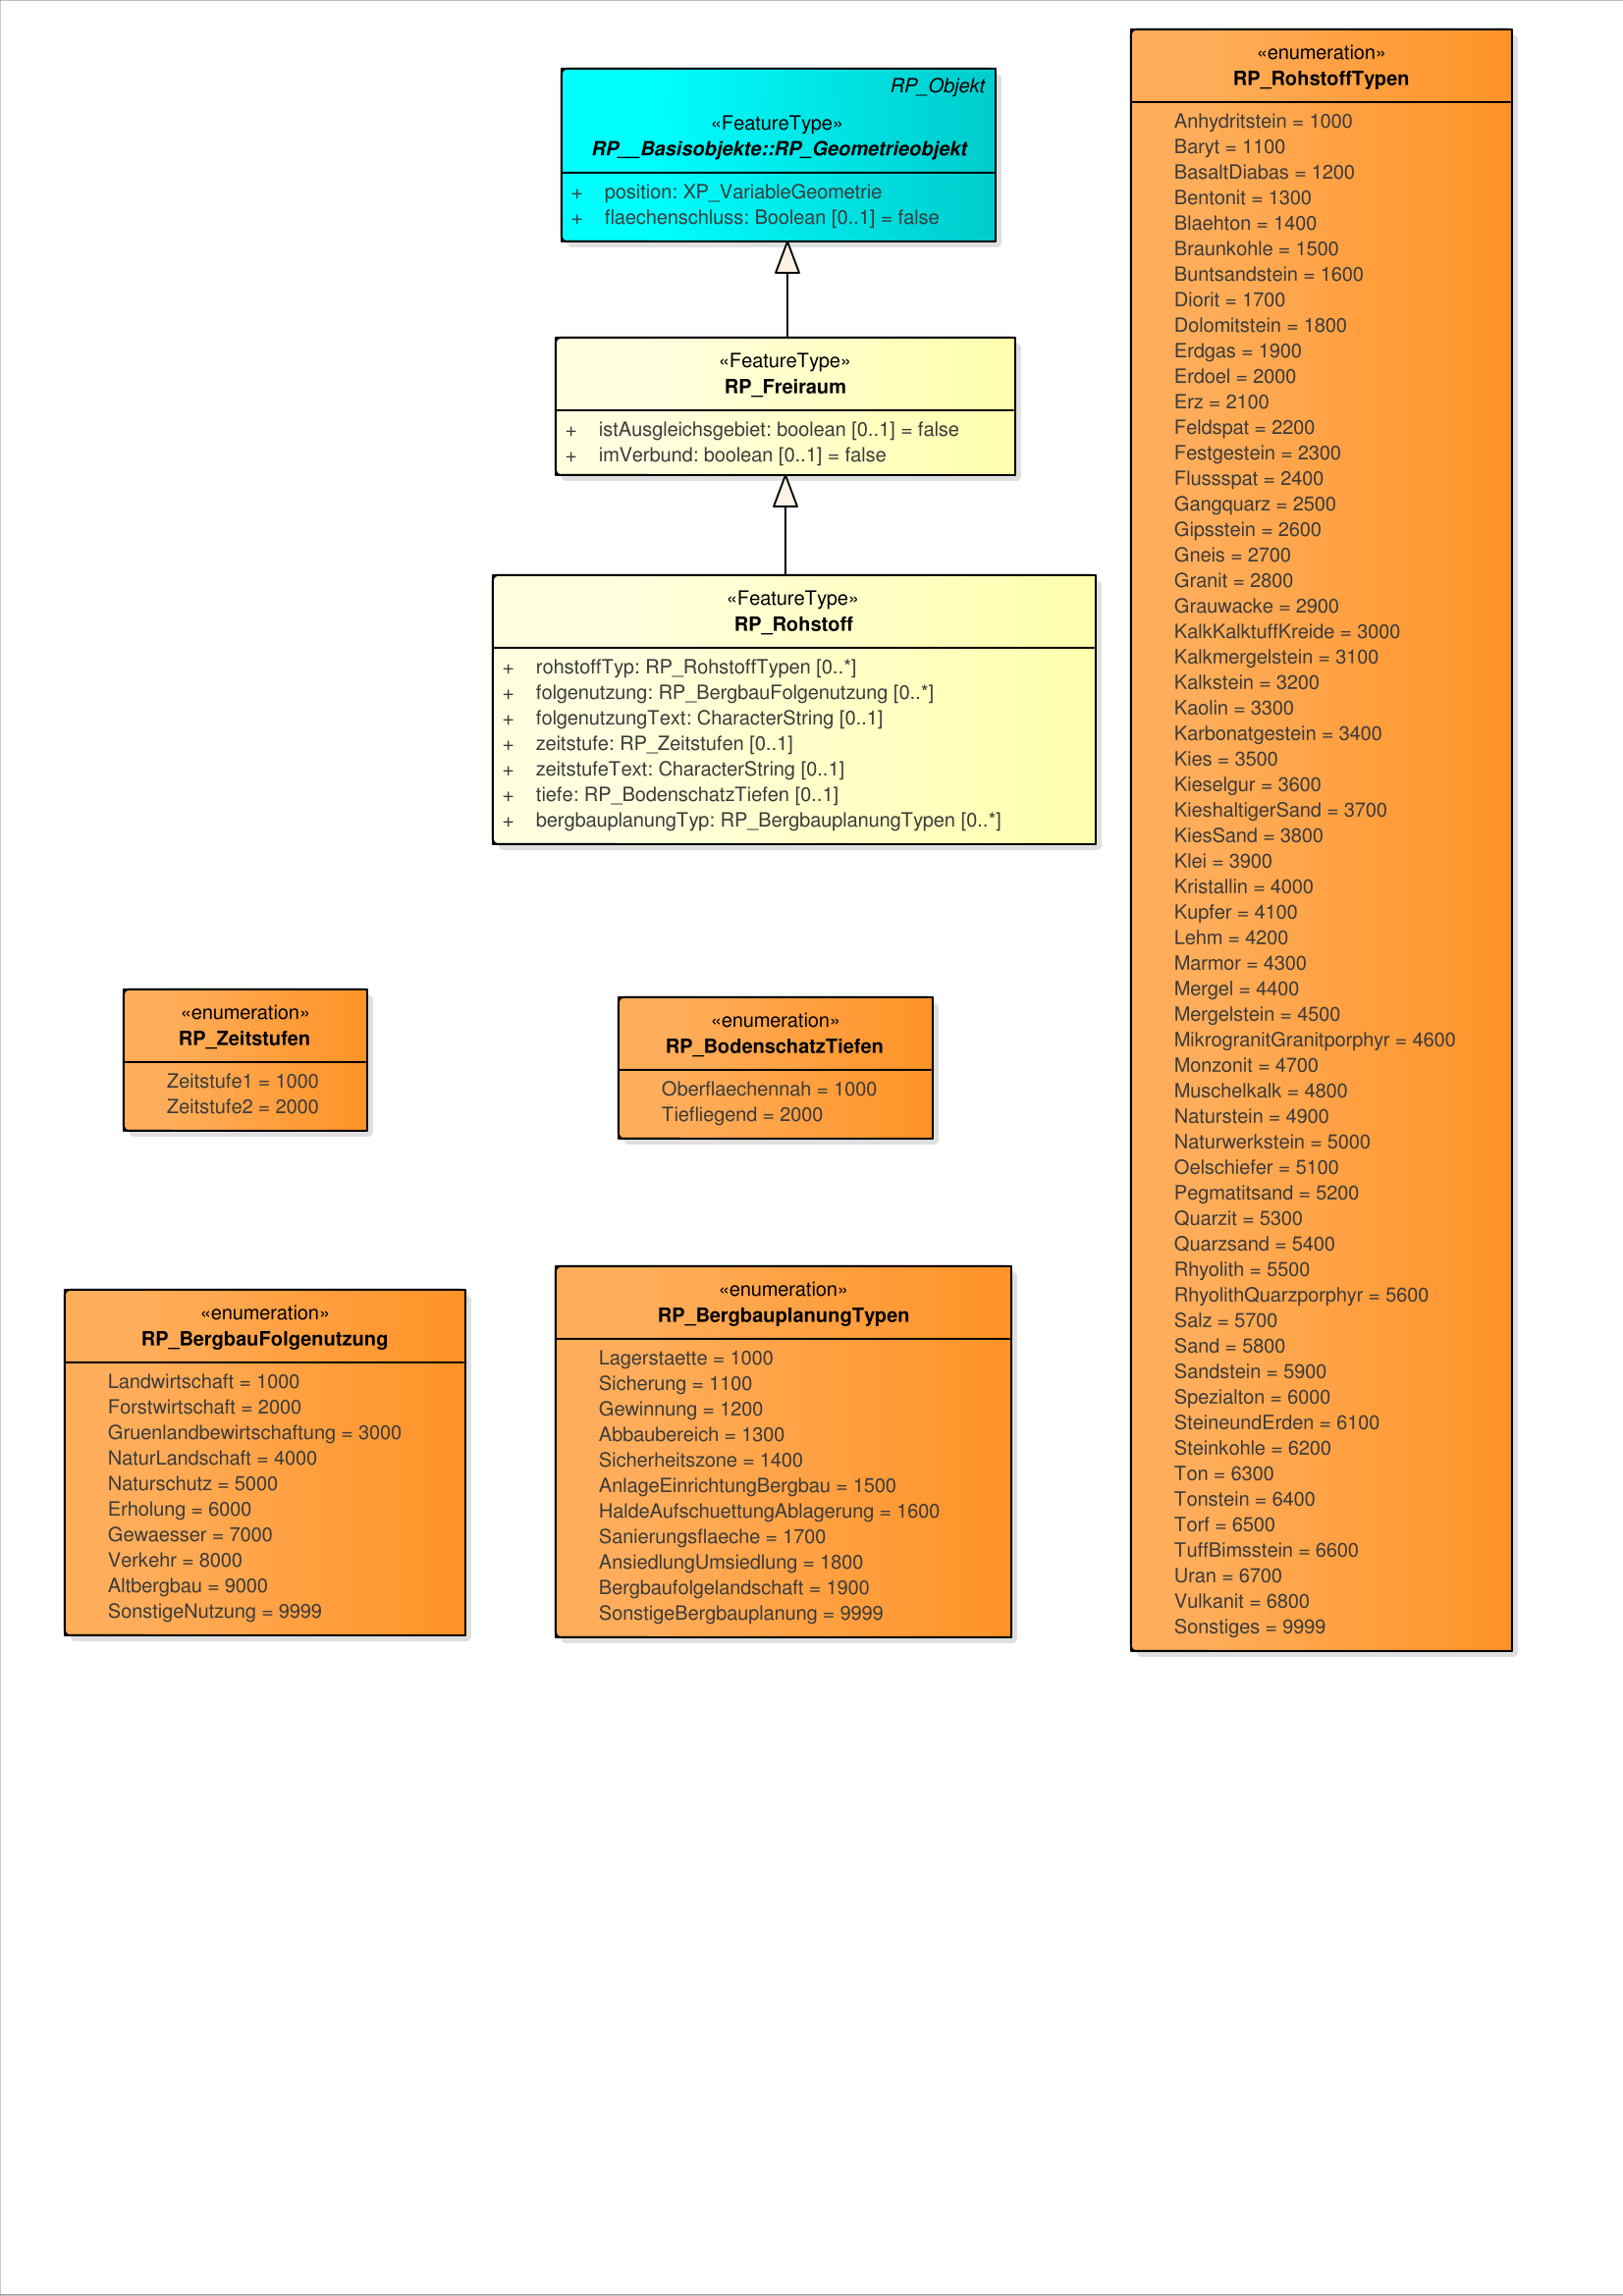 RP_Objekt
«FeatureType»
RP__Basisobjekte::RP_Geometrieobjekt
+ position: XP_VariableGeometrie
+ flaechenschluss: Boolean [0..1] = false
«FeatureType»
RP_Freiraum
+ istAusgleichsgebiet: boolean [0..1] = false
+ imVerbund: boolean [0..1] = false
«FeatureType»
RP_Rohstoff
+ rohstoffTyp: RP_RohstoffTypen [0..*]
+ folgenutzung: RP_BergbauFolgenutzung [0..*]
+ folgenutzungText: CharacterString [0..1]
+ zeitstufe: RP_Zeitstufen [0..1]
+ zeitstufeText: CharacterString [0..1]
+ tiefe: RP_BodenschatzTiefen [0..1]
+ bergbauplanungTyp: RP_BergbauplanungTypen [0..*]
«enumeration»
RP_Zeitstufen
Zeitstufe1 = 1000
Zeitstufe2 = 2000
«enumeration»
RP_BodenschatzTiefen
Oberflaechennah = 1000
Tiefliegend = 2000
«enumeration»
RP_BergbauFolgenutzung
Landwirtschaft = 1000
Forstwirtschaft = 2000
Gruenlandbewirtschaftung = 3000
NaturLandschaft = 4000
Naturschutz = 5000
Erholung = 6000
Gewaesser = 7000
Verkehr = 8000
Altbergbau = 9000
SonstigeNutzung = 9999
«enumeration»
RP_BergbauplanungTypen
Lagerstaette = 1000
Sicherung = 1100
Gewinnung = 1200
Abbaubereich = 1300
Sicherheitszone = 1400
AnlageEinrichtungBergbau = 1500
HaldeAufschuettungAblagerung = 1600
Sanierungsflaeche = 1700
AnsiedlungUmsiedlung = 1800
Bergbaufolgelandschaft = 1900
SonstigeBergbauplanung = 9999
«enumeration»
RP_RohstoffTypen
Anhydritstein = 1000
Baryt = 1100
BasaltDiabas = 1200
Bentonit = 1300
Blaehton = 1400
Braunkohle = 1500
Buntsandstein = 1600
Diorit = 1700
Dolomitstein = 1800
Erdgas = 1900
Erdoel = 2000
Erz = 2100
Feldspat = 2200
Festgestein = 2300
Flussspat = 2400
Gangquarz = 2500
Gipsstein = 2600
Gneis = 2700
Granit = 2800
Grauwacke = 2900
KalkKalktuffKreide = 3000
Kalkmergelstein = 3100
Kalkstein = 3200
Kaolin = 3300
Karbonatgestein = 3400
Kies = 3500
Kieselgur = 3600
KieshaltigerSand = 3700
KiesSand = 3800
Klei = 3900
Kristallin = 4000
Kupfer = 4100
Lehm = 4200
Marmor = 4300
Mergel = 4400
Mergelstein = 4500
MikrogranitGranitporphyr = 4600
Monzonit = 4700
Muschelkalk = 4800
Naturstein = 4900
Naturwerkstein = 5000
Oelschiefer = 5100
Pegmatitsand = 5200
Quarzit = 5300
Quarzsand = 5400
Rhyolith = 5500
RhyolithQuarzporphyr = 5600
Salz = 5700
Sand = 5800
Sandstein = 5900
Spezialton = 6000
SteineundErden = 6100
Steinkohle = 6200
Ton = 6300
Tonstein = 6400
Torf = 6500
TuffBimsstein = 6600
Uran = 6700
Vulkanit = 6800
Sonstiges = 9999